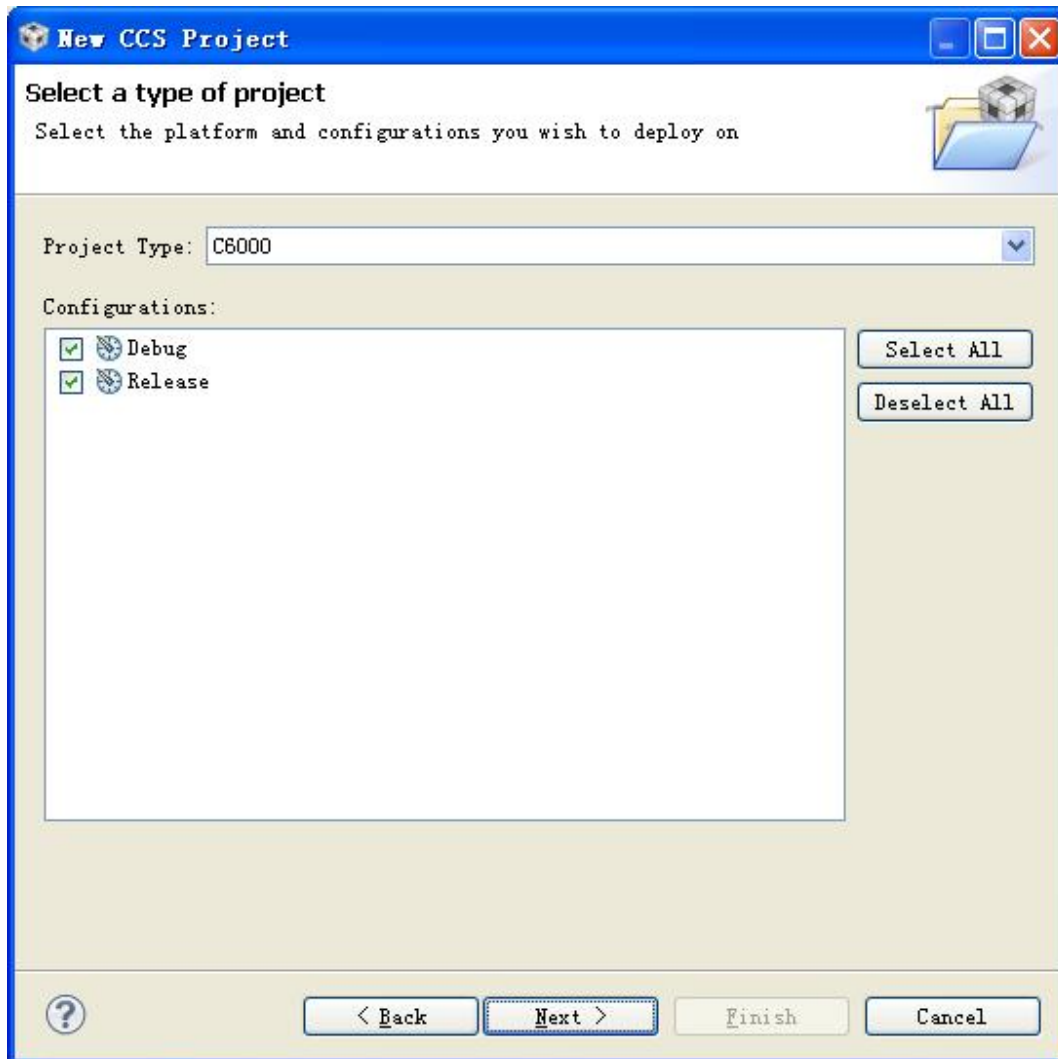 New CCS Project
Select a type of project
Select the platform and configurations you wish to deploy on
Project Type: C6000
Configurations:
Debug
Select All
Release
Deselect All
? < Back Next > Finish Cancel